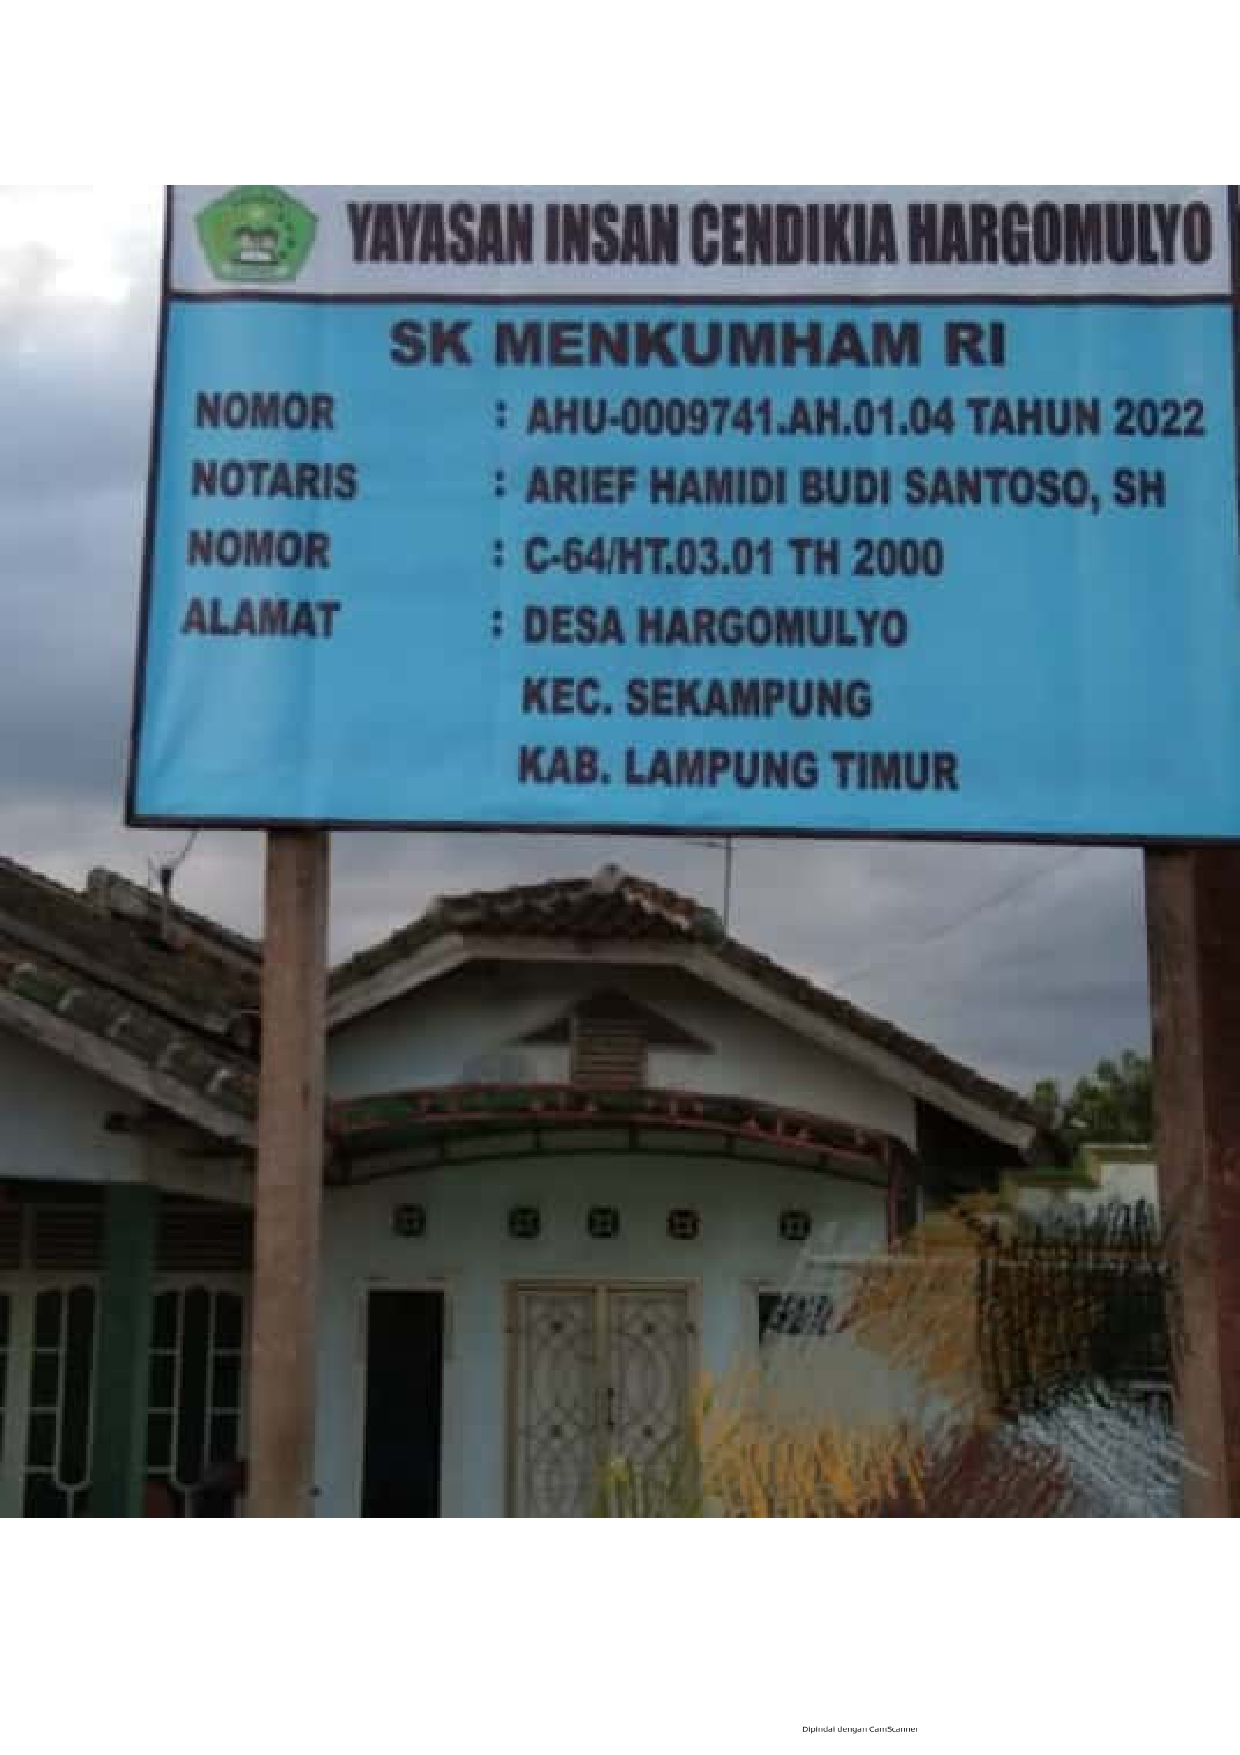 YAYASAN INSAN CENDIKIA HARGOMULYO
SK MENKUMHAM RI
NOMOR : AHU-0009741.AH.01.04 TAHUN 2022
NOTARIS : ARIEF HAMIDI BUDI SANTOSO, SH
NOMOR : C-64/HT.03.01 TH 2000
ALAMAT : DESA HARGOMULYO
KEC. SEKAMPUNG
KAB. LAMPUNG TIMUR
Dipindai dengan CamScanner